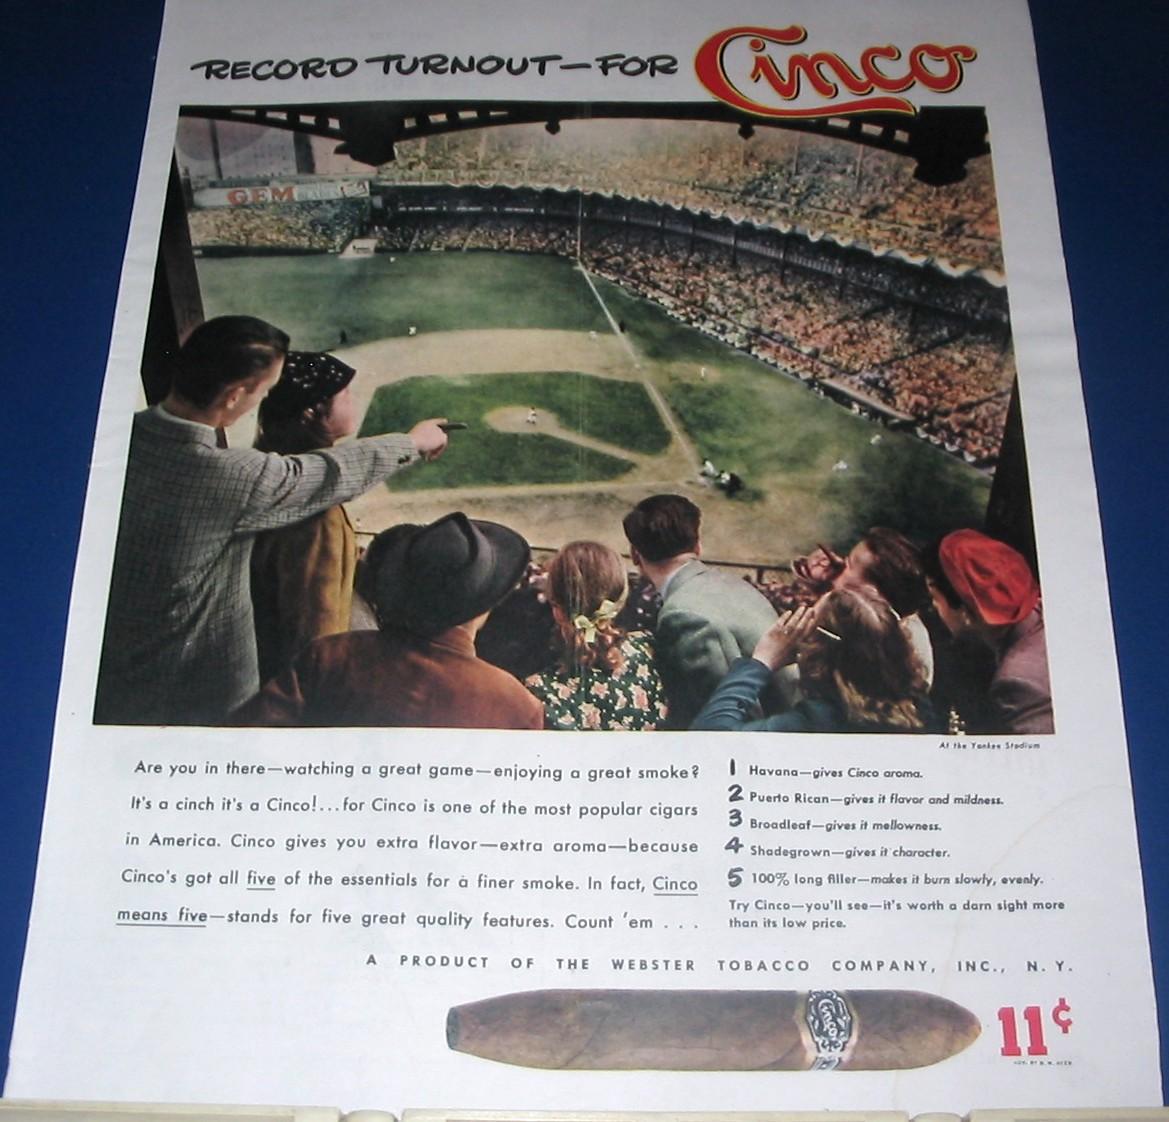 RECORD TURNOUT—FOR Cinco
GEM
At the Yankee Stadium
Are you in there—watching a great game—enjoying a great smoke?
It's a cinch it's a Cinco!...for Cinco is one of the most popular cigars
in America. Cinco gives you extra flavor—extra aroma—because
Cinco's got all five of the essentials for a finer smoke. In fact, Cinco
means five—stands for five great quality features. Count 'em . . .
1 Havana—gives Cinco aroma.
2 Puerto Rican—gives it flavor and mildness.
3 Broadleaf—gives it mellowness.
4 Shadegrown—gives it character.
5 100% long filler—makes it burn slowly, evenly.
Try Cinco—you'll see—it's worth a darn sight more
than its low price.
A PRODUCT OF THE WEBSTER TOBACCO COMPANY, INC., N. Y.
Cinco
11¢